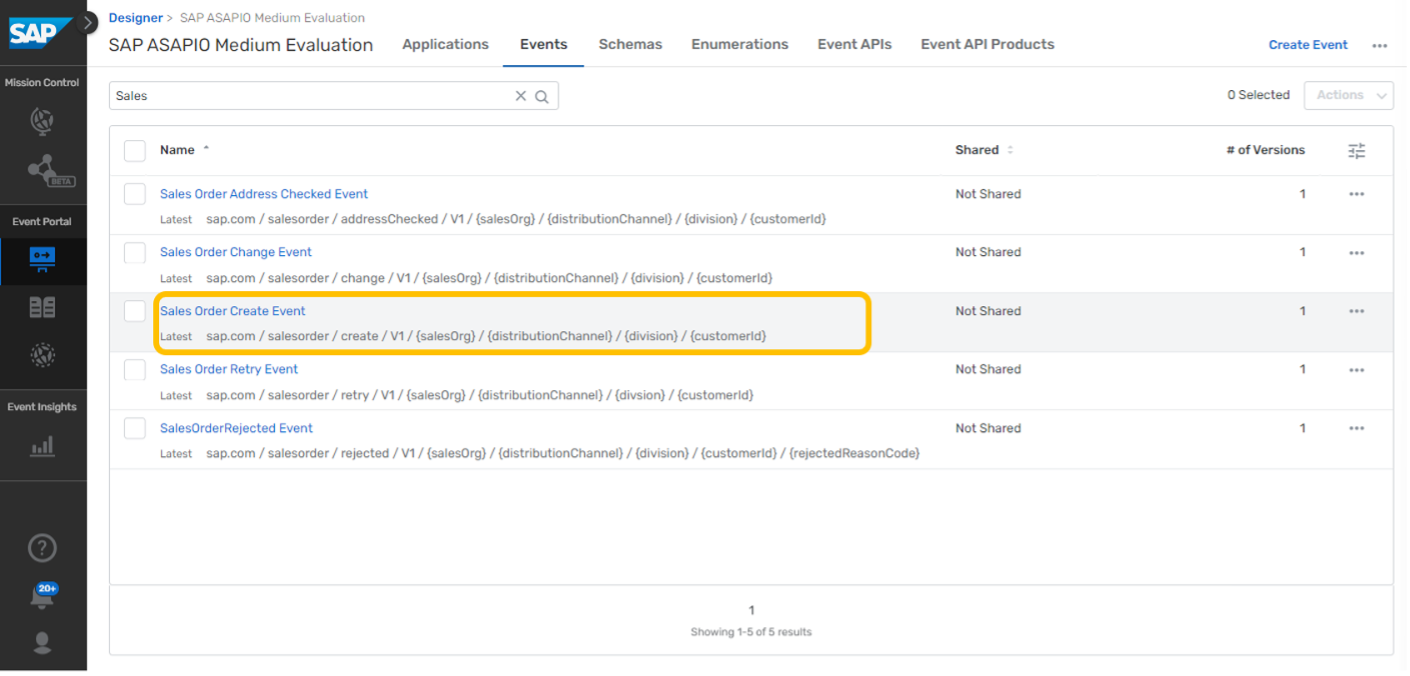 SAP
Designer > SAP ASAPIO Medium Evaluation
SAP ASAPIO Medium Evaluation Applications Events Schemas Enumerations Event APIs Event API Products Create Event
Mission Control
BETA
Event Portal
Event Insights
20+
Sales 0 Selected Actions
Name Shared # of Versions
Sales Order Address Checked Event Not Shared 1
Latest sap.com / salesorder / addressChecked / V1 / {salesOrg} / {distributionChannel} / {division} / {customerId}
Sales Order Change Event Not Shared 1
Latest sap.com / salesorder / change / V1 / {salesOrg} / {distributionChannel} / {division} / {customerId}
Sales Order Create Event Not Shared 1
Latest sap.com / salesorder / create / V1 / {salesOrg} / {distributionChannel} / {division} / {customerId}
Sales Order Retry Event Not Shared 1
Latest sap.com / salesorder / retry / V1 / {salesOrg} / {distributionChannel} / {divsion} / {customerId}
SalesOrderRejected Event Not Shared 1
Latest sap.com / salesorder / rejected / V1 / {salesOrg} / {distributionChannel} / {division} / {customerId} / {rejectedReasonCode}
1
Showing 1-5 of 5 results